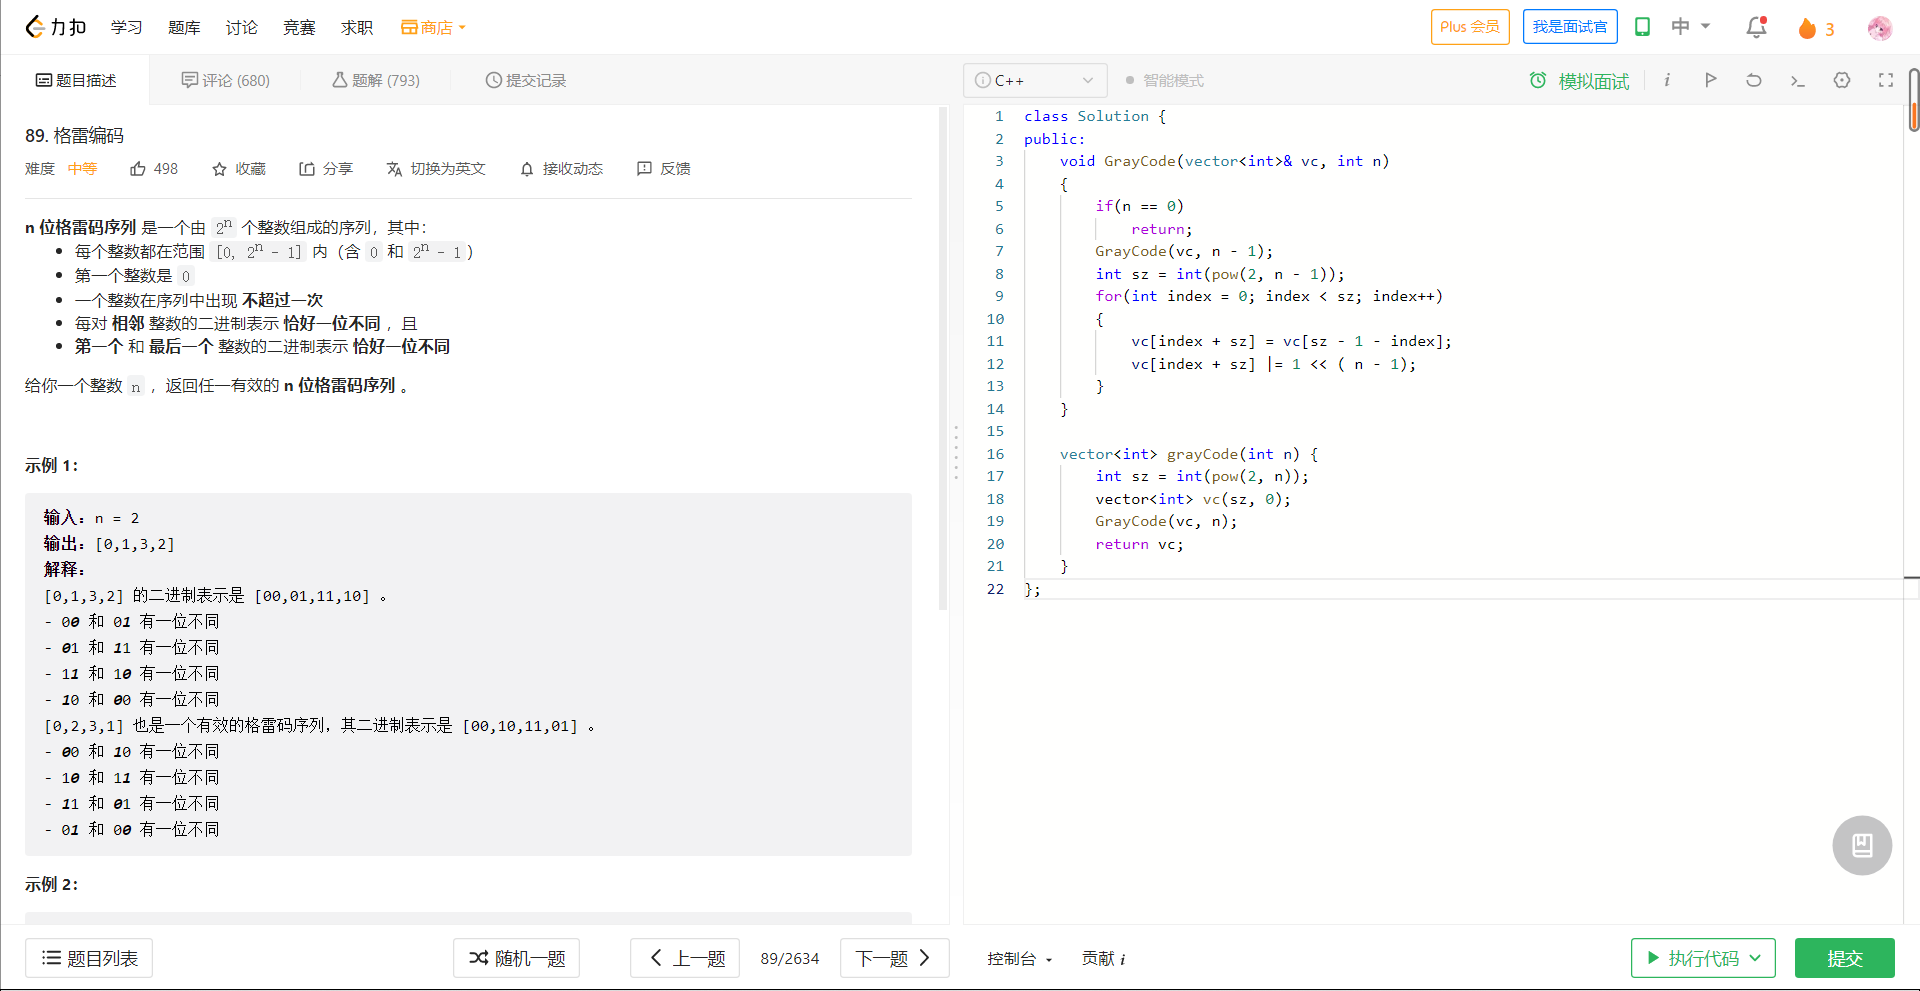 力扣 学习 题库 讨论 竞赛 求职 商店 Plus 会员 我是面试官 中 3
题目描述 评论 (680) 题解 (793) 提交记录
C++ 智能模式 模拟面试 i
89. 格雷编码
难度 中等 498 收藏 分享 切换为英文 接收动态 反馈
n 位格雷码序列 是一个由 2^n 个整数组成的序列，其中：
• 每个整数都在范围 [0, 2^n - 1] 内（含 0 和 2^n - 1）
• 第一个整数是 0
• 一个整数在序列中出现 不超过一次
• 每对 相邻 整数的二进制表示 恰好一位不同 ，且
• 第一个 和 最后一个 整数的二进制表示 恰好一位不同
给你一个整数 n ，返回任一有效的 n 位格雷码序列 。
示例 1：
输入：n = 2
输出：[0,1,3,2]
解释：
[0,1,3,2] 的二进制表示是 [00,01,11,10] 。
- 00 和 01 有一位不同
- 01 和 11 有一位不同
- 11 和 10 有一位不同
- 10 和 00 有一位不同
[0,2,3,1] 也是一个有效的格雷码序列，其二进制表示是 [00,10,11,01] 。
- 00 和 10 有一位不同
- 10 和 11 有一位不同
- 11 和 01 有一位不同
- 01 和 00 有一位不同
示例 2：
1 class Solution {
2 public:
3     void GrayCode(vector<int>& vc, int n)
4     {
5         if(n == 0)
6             return;
7         GrayCode(vc, n - 1);
8         int sz = int(pow(2, n - 1));
9         for(int index = 0; index < sz; index++)
10         {
11             vc[index + sz] = vc[sz - 1 - index];
12             vc[index + sz] |= 1 << ( n - 1);
13         }
14     }
15
16     vector<int> grayCode(int n) {
17         int sz = int(pow(2, n));
18         vector<int> vc(sz, 0);
19         GrayCode(vc, n);
20         return vc;
21     }
22 };
题目列表 随机一题 上一题 89/2634 下一题 控制台 贡献 i 执行代码 提交